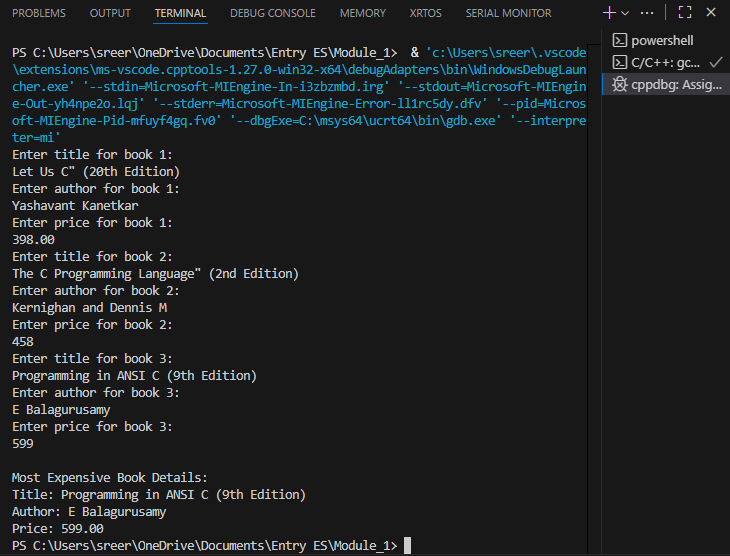 PROBLEMS OUTPUT TERMINAL DEBUG CONSOLE MEMORY XRTOS SERIAL MONITOR
PS C:\Users\sreer\OneDrive\Documents\Entry ES\Module_1> & 'c:\Users\sreer\.vscode
\extensions\ms-vscode.cpptools-1.27.0-win32-x64\debugAdapters\bin\WindowsDebugLaun
cher.exe' '--stdin=Microsoft-MIEngine-In-i3zbzmbd.irg' '--stdout=Microsoft-MIEngin
e-Out-yh4npe2o.lqj' '--stderr=Microsoft-MIEngine-Error-ll1rc5dy.dfv' '--pid=Micros
oft-MIEngine-Pid-mfuyf4gq.fv0' '--dbgExe=C:\msys64\ucrt64\bin\gdb.exe' '--interpre
ter=mi'
Enter title for book 1:
Let Us C" (20th Edition)
Enter author for book 1:
Yashavant Kanetkar
Enter price for book 1:
398.00
Enter title for book 2:
The C Programming Language" (2nd Edition)
Enter author for book 2:
Kernighan and Dennis M
Enter price for book 2:
458
Enter title for book 3:
Programming in ANSI C (9th Edition)
Enter author for book 3:
E Balagurusamy
Enter price for book 3:
599
Most Expensive Book Details:
Title: Programming in ANSI C (9th Edition)
Author: E Balagurusamy
Price: 599.00
PS C:\Users\sreer\OneDrive\Documents\Entry ES\Module_1>
powershell
C/C++: gc...
cppdbg: Assig...